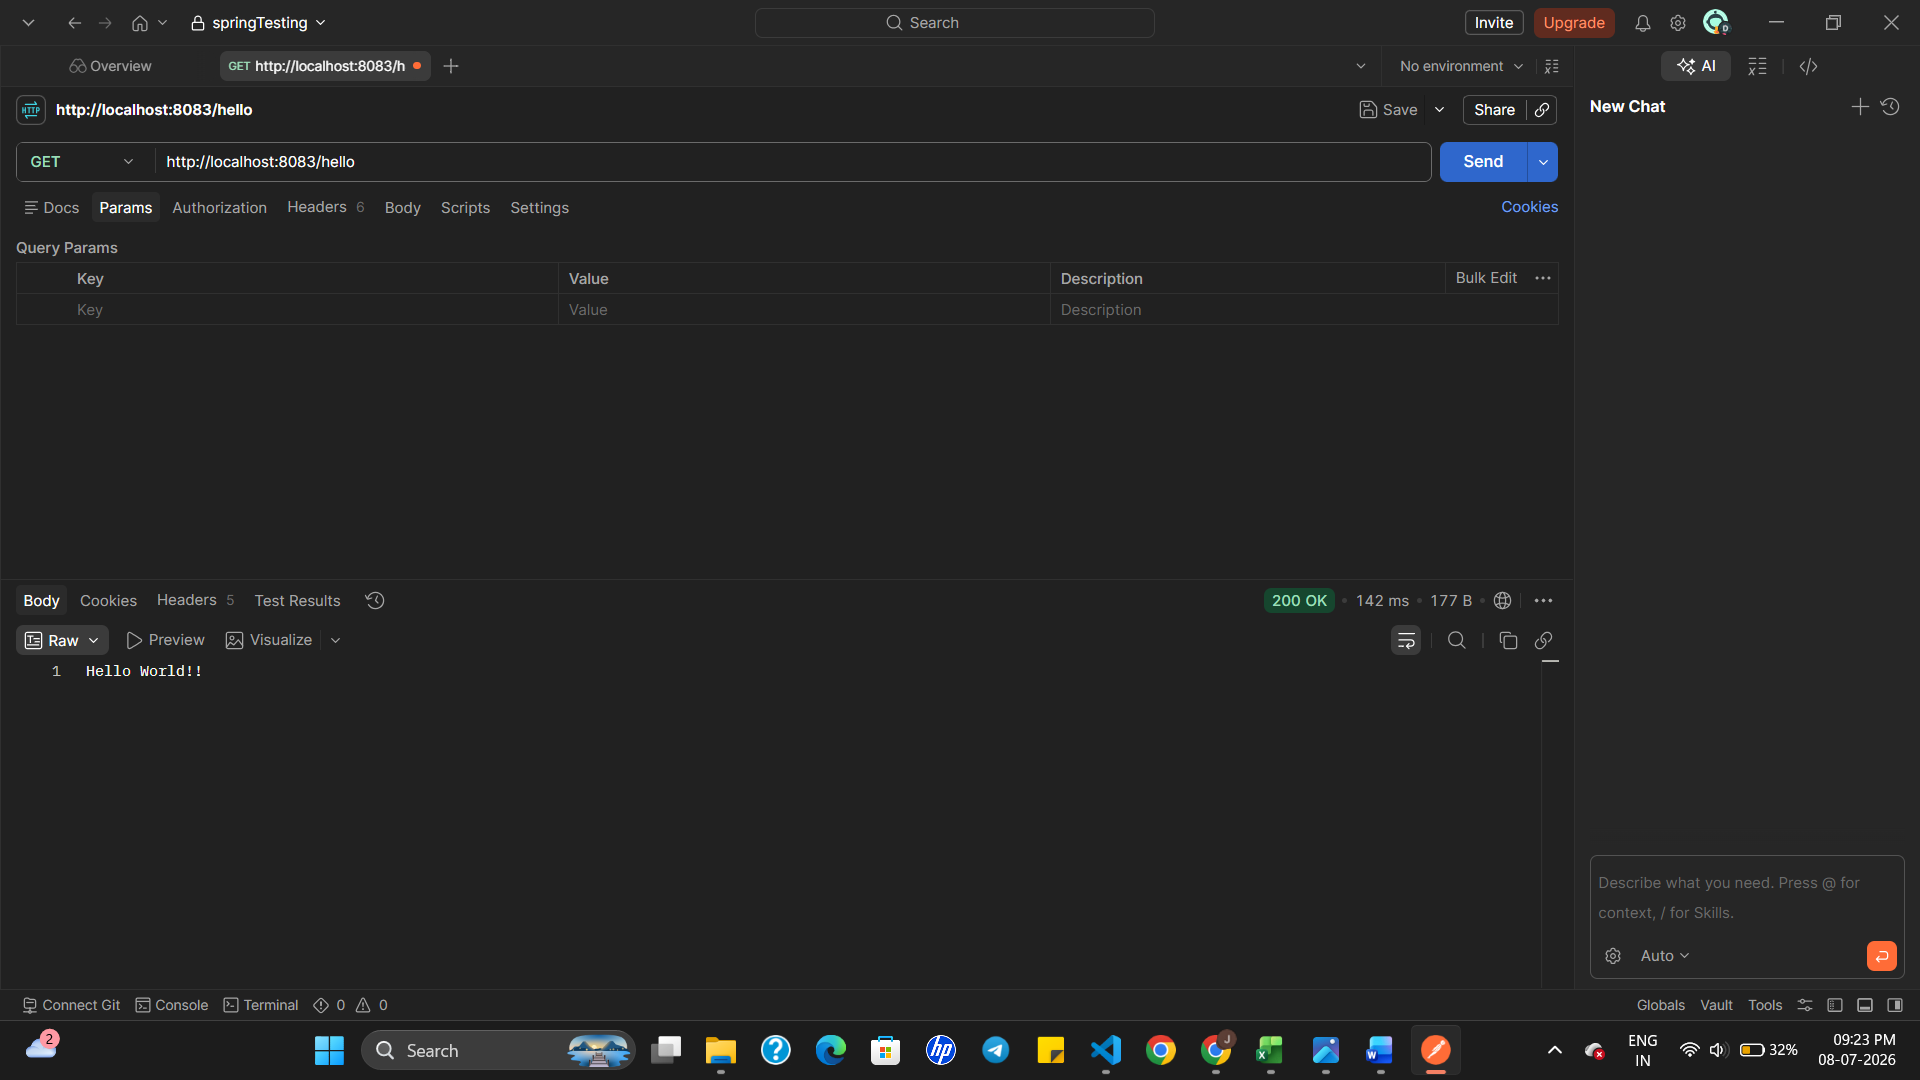 springTesting
Search
Invite
Upgrade
Overview
GET http://localhost:8083/h
No environment
AI
HTTP http://localhost:8083/hello
Save
Share
New Chat
GET
http://localhost:8083/hello
Send
Docs
Params
Authorization
Headers 6
Body
Scripts
Settings
Cookies
Query Params
Key
Value
Description
Bulk Edit
Key
Value
Description
Body
Cookies
Headers 5
Test Results
200 OK
142 ms
177 B
Raw
Preview
Visualize
1 Hello World!!
Describe what you need. Press @ for
context, / for Skills.
Auto
Connect Git
Console
Terminal
0
0
Globals
Vault
Tools
2
Search
hp
J
ENG
IN
32%
09:23 PM
08-07-2026